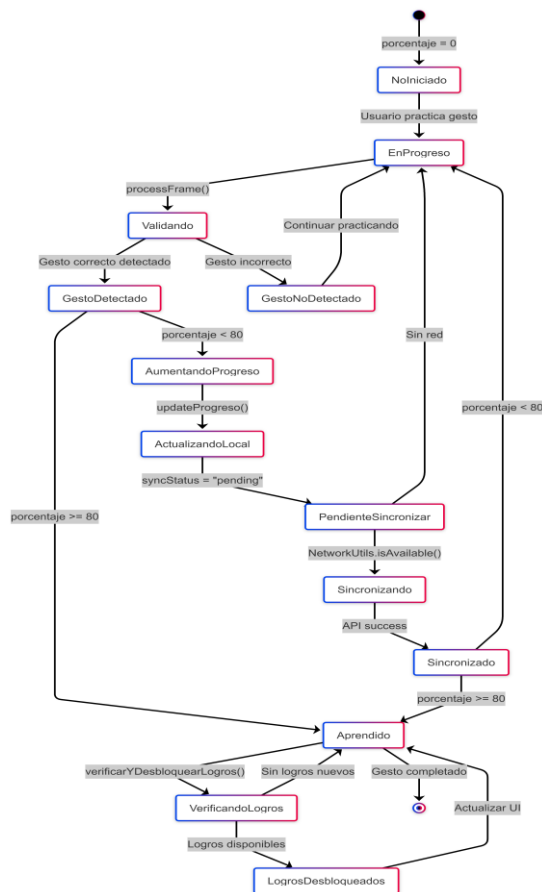 porcentaje = 0
NoIniciado
Usuario practica gesto
EnProgreso
processFrame()
Validando
Continuar practicando
Gesto correcto detectado
Gesto incorrecto
GestoDetectado
GestoNoDetectado
porcentaje < 80
Sin red
AumentandoProgreso
updateProgreso()
porcentaje < 80
ActualizandoLocal
syncStatus = "pending"
porcentaje >= 80
PendienteSincronizar
NetworkUtils.isAvailable()
Sincronizando
API success
Sincronizado
porcentaje >= 80
Aprendido
verificarYDesbloquearLogros()
Sin logros nuevos
Gesto completado
VerificandoLogros
Actualizar UI
Logros disponibles
LogrosDesbloqueados